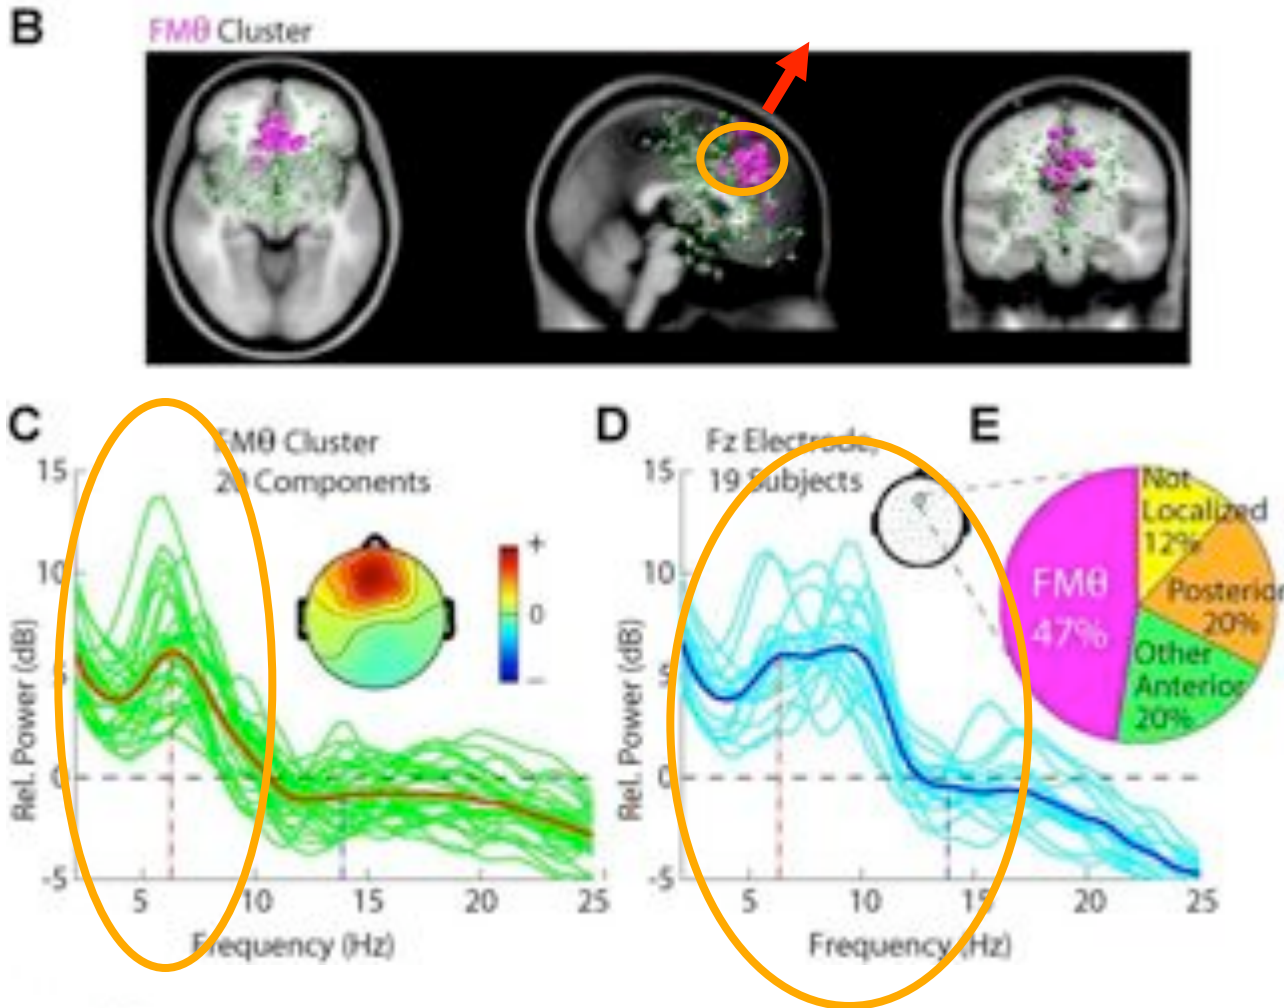 B
FMθ Cluster
C
FMθ Cluster
20 Components
15
10
5
0
-5
Rel. Power (dB)
+
0
−
5
10
15
20
25
Frequency (Hz)
D
Fz Electrode,
19 Subjects
15
10
5
0
-5
Rel. Power (dB)
5
10
15
20
25
Frequency (Hz)
E
FMθ
47%
Not
Localized
12%
Posterior
20%
Other
Anterior
20%